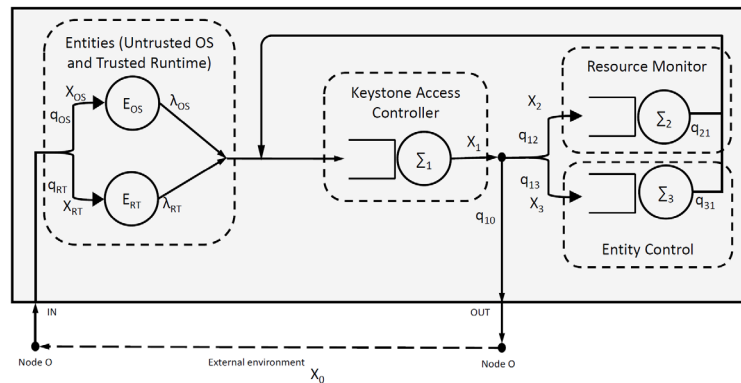 Entities (Untrusted OS
and Trusted Runtime)
X_OS
q_OS
E_OS
λ_OS
q_RT
X_RT
E_RT
λ_RT
Keystone Access
Controller
Σ_1
X_1
q_10
Resource Monitor
X_2
q_12
Σ_2
q_21
q_13
X_3
Σ_3
q_31
Entity Control
IN
OUT
Node O
External environment
X_0
Node O